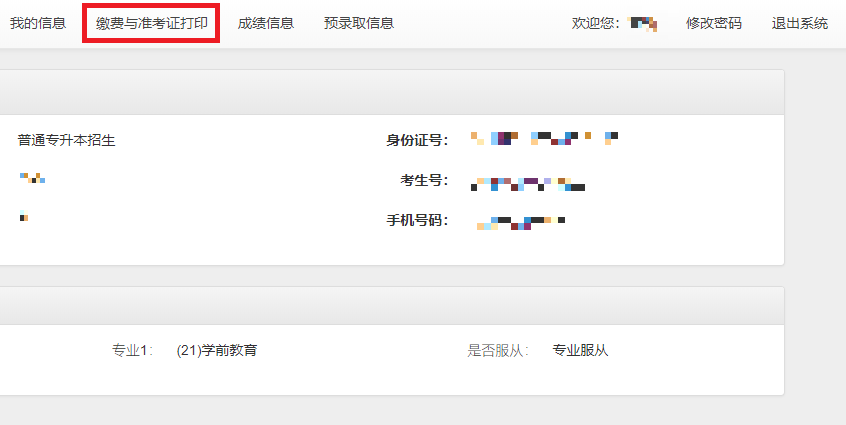 我的信息 缴费与准考证打印 成绩信息 预录取信息 欢迎您： 修改密码 退出系统
普通专升本招生 身份证号：
考生号：
手机号码：
专业1： (21)学前教育 是否服从： 专业服从